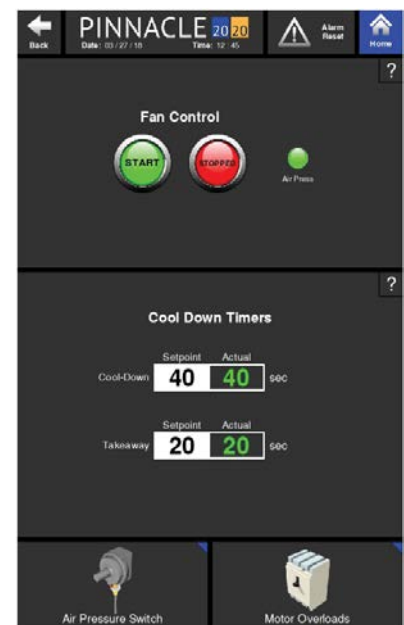 Back
PINNACLE 20 20
Date: 03 / 27 / 18 Time: 12 : 45
Alarm
Reset
Home
?
Fan Control
START
STOPPED
Air Press
?
Cool Down Timers
Setpoint Actual
Cool-Down 40 40 sec
Setpoint Actual
Takeaway 20 20 sec
Air Pressure Switch
Motor Overloads